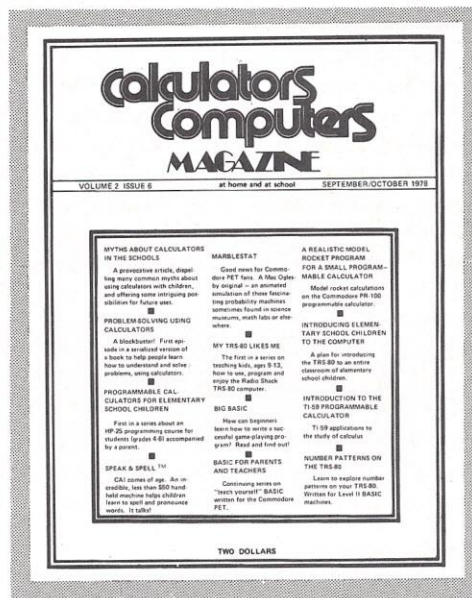 Calculators
Computers
MAGAZINE
VOLUME 2 ISSUE 6
at home and at school
SEPTEMBER/OCTOBER 1978
MYTHS ABOUT CALCULATORS
IN THE SCHOOLS
A provocative article, dispel-
ling many common myths about
using calculators with children,
and offering some intriguing pos-
sibilities for future uses.
PROBLEM-SOLVING USING
CALCULATORS
A blockbuster! First epi-
sode in a serialized version of
a book to help people learn
how to understand and solve
problems, using calculators.
PROGRAMMABLE CAL-
CULATORS FOR ELEMENTARY
SCHOOL CHILDREN
First in a series about an
HP-25 programming course for
students (grades 4-6) accompanied
by a parent.
SPEAK & SPELL™
CAI comes of age. An in-
credible, less than $50 hand-
held machine helps children
learn to spell and pronounce
words. It talks!
MARBLESTAT
Good news for Commo-
dore PET fans. A Mac Ogles-
by original – an animated
simulation of those fascina-
ting probability machines
sometimes found in science
museums, math labs or else-
where.
MY TRS-80 LIKES ME
The first in a series on
teaching kids, ages 9-13,
how to use, program and
enjoy the Radio Shack
TRS-80 computer.
BIG BASIC
How can beginners
learn how to write a suc-
cessful game-playing pro-
gram? Read and find out!
BASIC FOR PARENTS
AND TEACHERS
Continuing series on
"teach yourself" BASIC
written for the Commodore
PET.
A REALISTIC MODEL
ROCKET PROGRAM
FOR A SMALL PROGRAM-
MABLE CALCULATOR
Model rocket calculations
on the Commodore PR-100
programmable calculator.
INTRODUCING ELEMEN-
TARY SCHOOL CHILDREN
TO THE COMPUTER
A plan for introducing
the TRS-80 to an entire
classroom of elementary
school children.
INTRODUCTION TO THE
TI-59 PROGRAMMABLE
CALCULATOR
TI-59 applications to
the study of calculus
NUMBER PATTERNS ON
THE TRS-80
Learn to explore number
patterns on your TRS-80.
Written for Level II BASIC
machines.
TWO DOLLARS